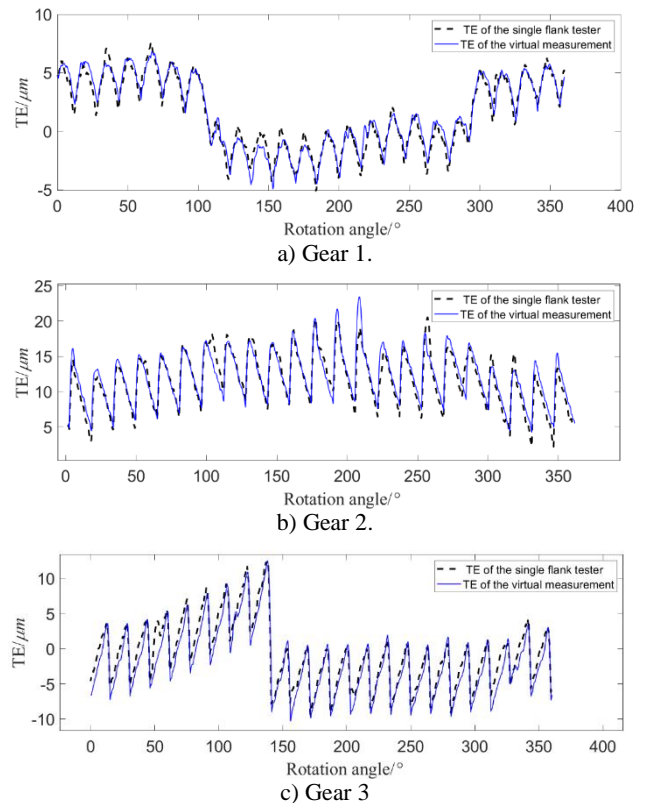 TE of the single flank tester
TE of the virtual measurement
TE/μm
5
0
-5
0 50 100 150 200 250 300 350 400
Rotation angle/°
a) Gear 1.
TE of the single flank tester
TE of the virtual measurement
TE/μm
25
20
15
10
5
0 50 100 150 200 250 300 350
Rotation angle/°
b) Gear 2.
TE of the single flank tester
TE of the virtual measurement
TE/μm
10
5
0
-5
-10
0 50 100 150 200 250 300 350 400
Rotation angle/°
c) Gear 3